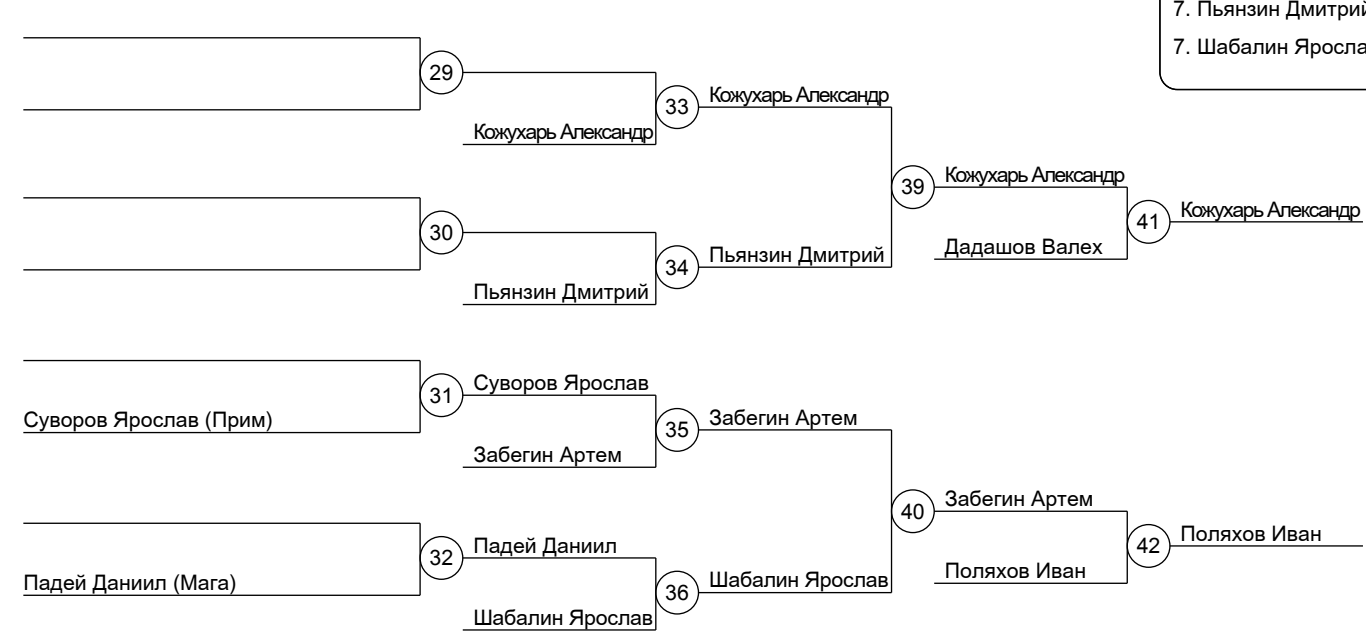 7. Пьянзин Дмитрий
7. Шабалин Яросла
29
33
Кожухарь Александр
Кожухарь Александр
39
Кожухарь Александр
41
Кожухарь Александр
Дадашов Валех
30
34
Пьянзин Дмитрий
Пьянзин Дмитрий
31
Суворов Ярослав
Суворов Ярослав (Прим)
35
Забегин Артем
Забегин Артем
40
Забегин Артем
42
Поляхов Иван
Поляхов Иван
32
Падей Даниил
Падей Даниил (Мага)
36
Шабалин Ярослав
Шабалин Ярослав